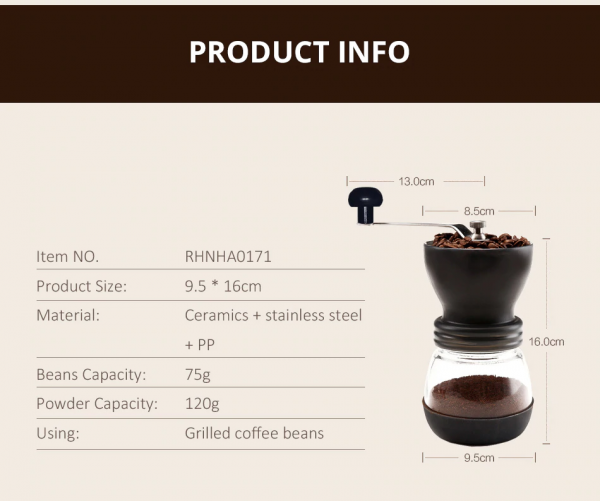 PRODUCT INFO
13.0cm
8.5cm
Item NO. RHNHA0171
Product Size: 9.5 * 16cm
Material: Ceramics + stainless steel
+ PP
16.0cm
Beans Capacity: 75g
Powder Capacity: 120g
Using: Grilled coffee beans
9.5cm